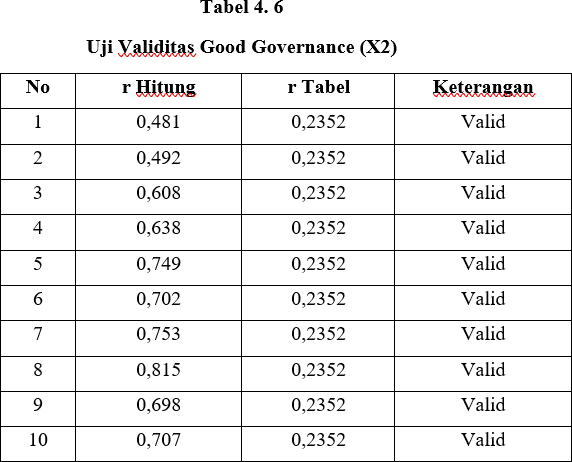 Tabel 4. 6
Uji Validitas Good Governance (X2)
No r Hitung r Tabel Keterangan
1 0,481 0,2352 Valid
2 0,492 0,2352 Valid
3 0,608 0,2352 Valid
4 0,638 0,2352 Valid
5 0,749 0,2352 Valid
6 0,702 0,2352 Valid
7 0,753 0,2352 Valid
8 0,815 0,2352 Valid
9 0,698 0,2352 Valid
10 0,707 0,2352 Valid